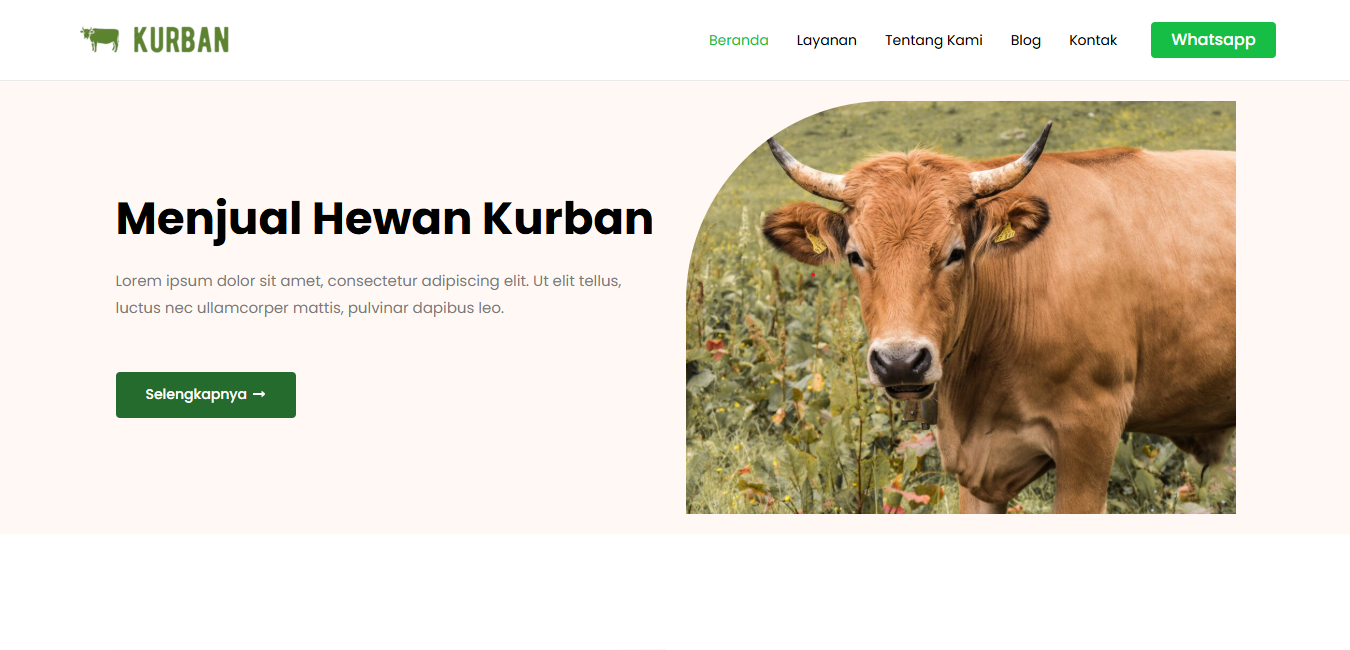 KURBAN
Beranda
Layanan
Tentang Kami
Blog
Kontak
Whatsapp
Menjual Hewan Kurban
Lorem ipsum dolor sit amet, consectetur adipiscing elit. Ut elit tellus,
luctus nec ullamcorper mattis, pulvinar dapibus leo.
Selengkapnya →